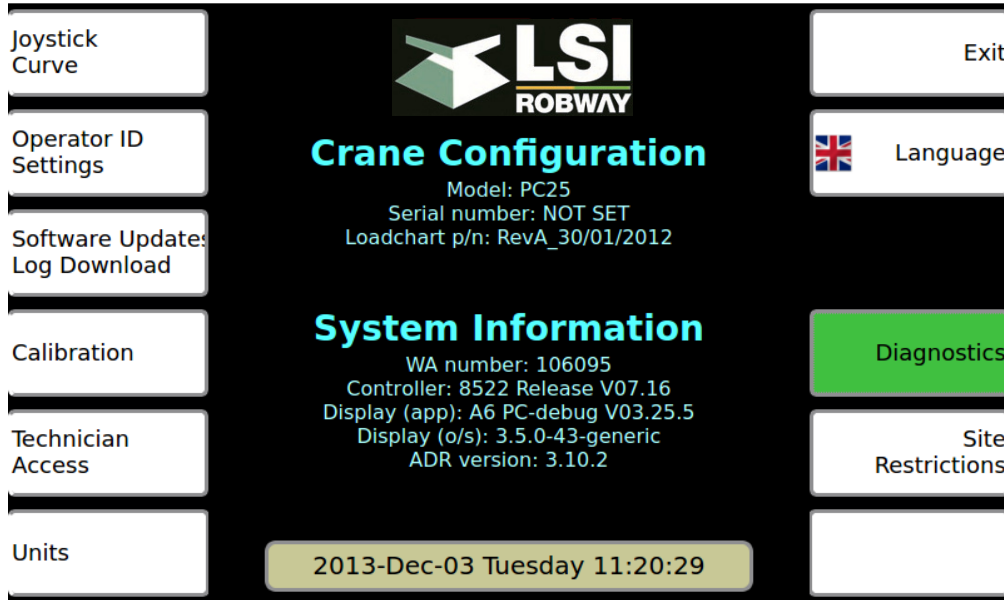 Joystick
Curve
Operator ID
Settings
Software Updates
Log Download
Calibration
Technician
Access
Units
LSI
ROBWAY
Crane Configuration
Model: PC25
Serial number: NOT SET
Loadchart p/n: RevA_30/01/2012
System Information
WA number: 106095
Controller: 8522 Release V07.16
Display (app): A6 PC-debug V03.25.5
Display (o/s): 3.5.0-43-generic
ADR version: 3.10.2
2013-Dec-03 Tuesday 11:20:29
Exit
Language
Diagnostics
Site
Restrictions